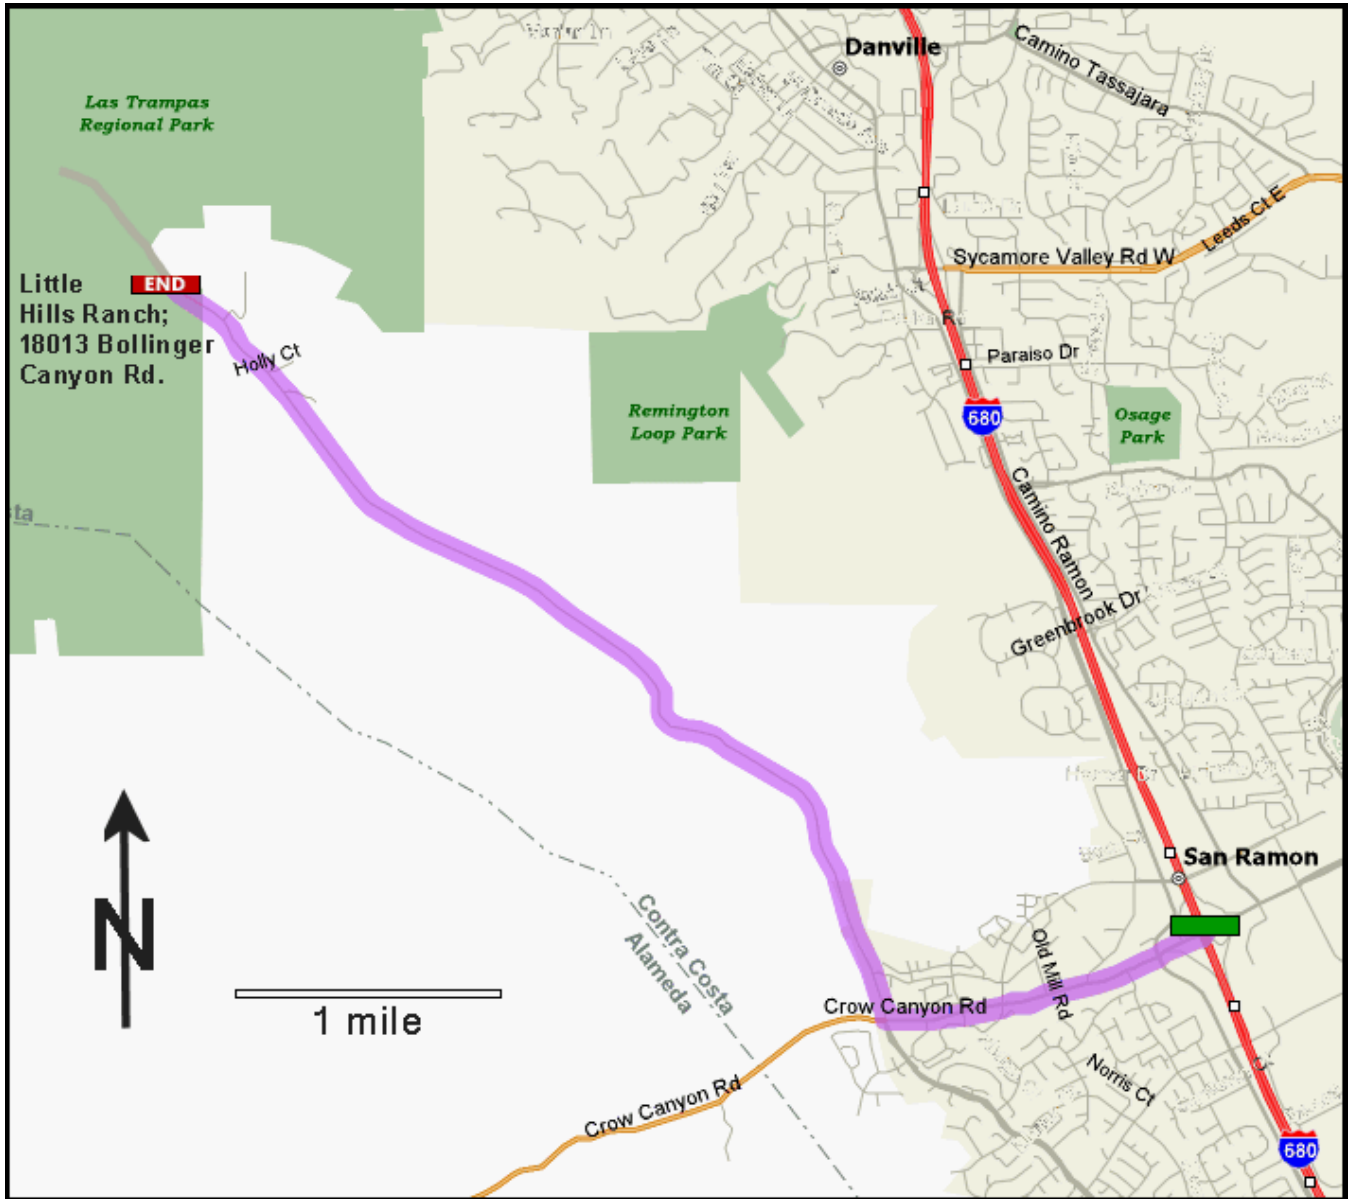 Danville
Camino Tassajara
Las Trampas
Regional Park
Leeds Ct E
Sycamore Valley Rd W
Little
Hills Ranch;
18013 Bollinger
Canyon Rd.
END
Holly Ct
Paraiso Dr
Remington
Loop Park
680
Osage
Park
Camino Ramon
Greenbrook Dr
San Ramon
Contra Costa
Alameda
Old Mill Rd
Crow Canyon Rd
N
1 mile
Norris Ct
Crow Canyon Rd
680